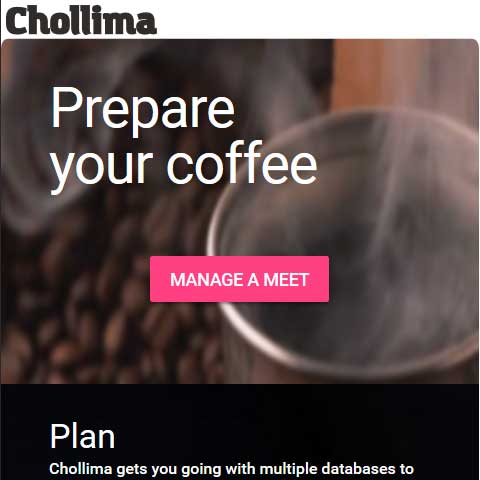 Chollima
Prepare
your coffee
MANAGE A MEET
Plan
Chollima gets you going with multiple databases to